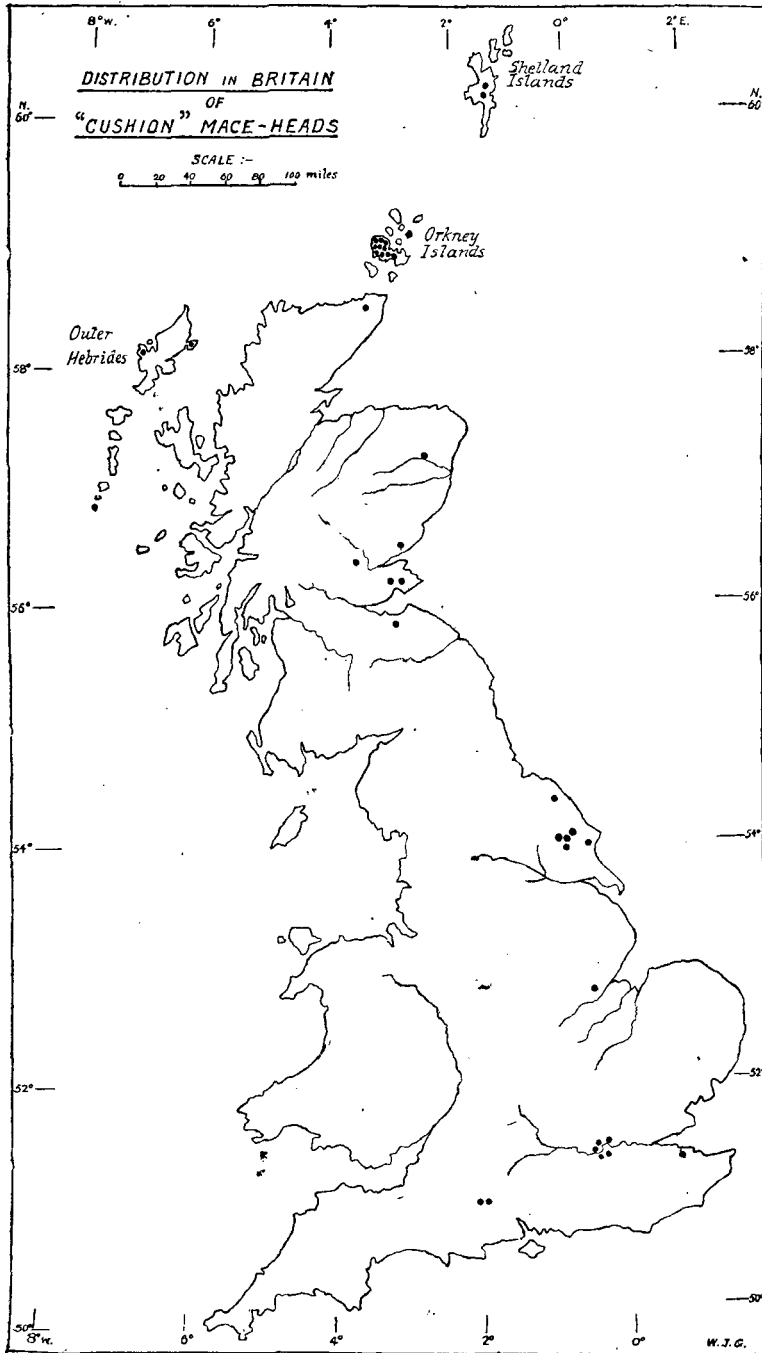 8°W. 6° 4° 2° 0° 2°E.
DISTRIBUTION IN BRITAIN
OF
"CUSHION" MACE-HEADS
SCALE :-
0 20 40 60 80 100 miles
Shetland
Islands
N.
60°
N.
60°
Orkney
Islands
Outer
Hebrides
58°
58°
56°
56°
54°
54°
52°
52°
50°
50°
8°W. 6° 4° 2° 0°
W.J.G.